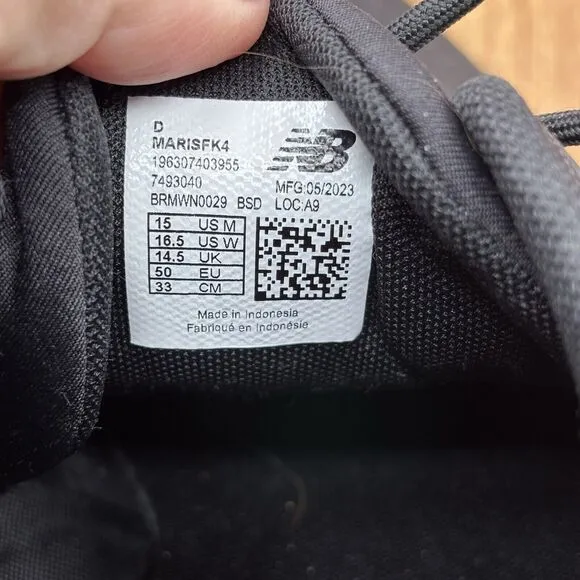 D
MARISFK4
196307403955
7493040
MFG:05/2023
BRMWN0029 BSD LOC:A9
15 US M
16.5 US W
14.5 UK
50 EU
33 CM
Made in Indonesia
Fabriqué en Indonésie
NB